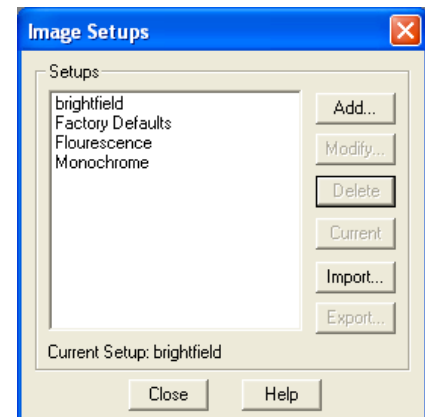 Image Setups
Setups
brightfield
Factory Defaults
Flourescence
Monochrome
Add...
Modify...
Delete
Current
Import...
Export...
Current Setup: brightfield
Close
Help